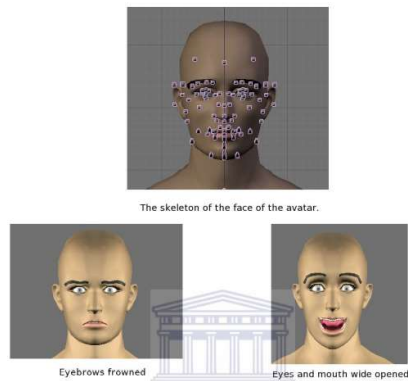 The skeleton of the face of the avatar.
Eyebrows frowned
Eyes and mouth wide opened